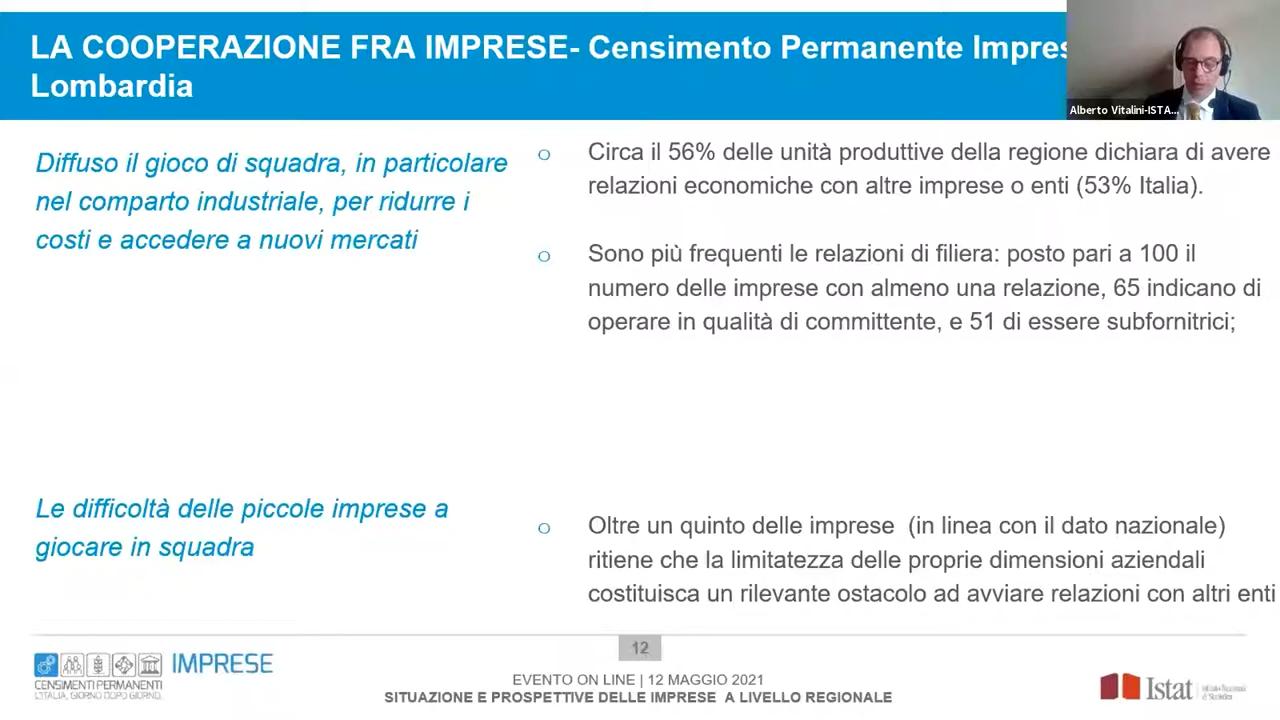 LA COOPERAZIONE FRA IMPRESE- Censimento Permanente Impres
Lombardia
Alberto Vitalini-ISTA...
Diffuso il gioco di squadra, in particolare
nel comparto industriale, per ridurre i
costi e accedere a nuovi mercati
o Circa il 56% delle unità produttive della regione dichiara di avere
relazioni economiche con altre imprese o enti (53% Italia).
o Sono più frequenti le relazioni di filiera: posto pari a 100 il
numero delle imprese con almeno una relazione, 65 indicano di
operare in qualità di committente, e 51 di essere subfornitrici;
Le difficoltà delle piccole imprese a
giocare in squadra
o Oltre un quinto delle imprese (in linea con il dato nazionale)
ritiene che la limitatezza delle proprie dimensioni aziendali
costituisca un rilevante ostacolo ad avviare relazioni con altri enti
12
IMPRESE
CENSIMENTI PERMANENTI
L'ITALIA, GIORNO DOPO GIORNO.
EVENTO ON LINE | 12 MAGGIO 2021
SITUAZIONE E PROSPETTIVE DELLE IMPRESE A LIVELLO REGIONALE
Istat